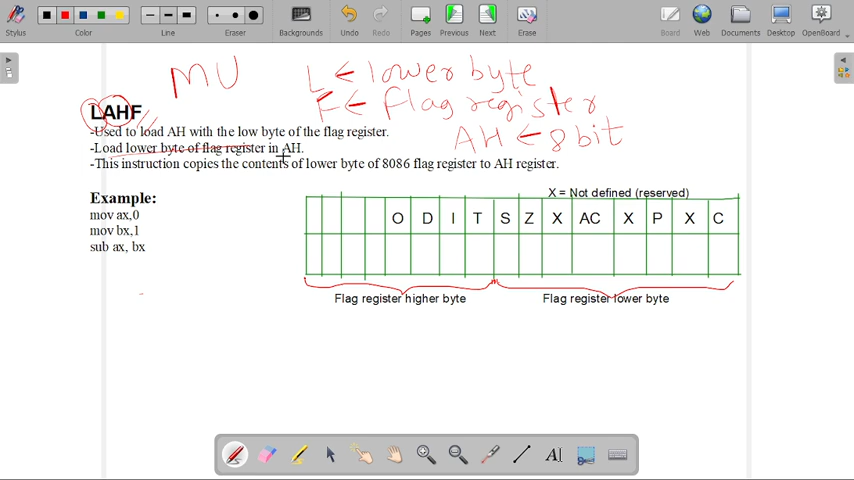 Stylus
Color
Line
Eraser
Backgrounds
Undo
Redo
Pages
Previous
Next
Erase
Board
Web
Documents
Desktop
OpenBoard
MU
L ← lower byte
F ← Flag register
AH ← 8 bit
LAHF
-Used to load AH with the low byte of the flag register.
-Load lower byte of flag register in AH.
-This instruction copies the contents of lower byte of 8086 flag register to AH register.
Example:
mov ax,0
mov bx,1
sub ax, bx
X = Not defined (reserved)
O D I T S Z X AC X P X C
Flag register higher byte
Flag register lower byte